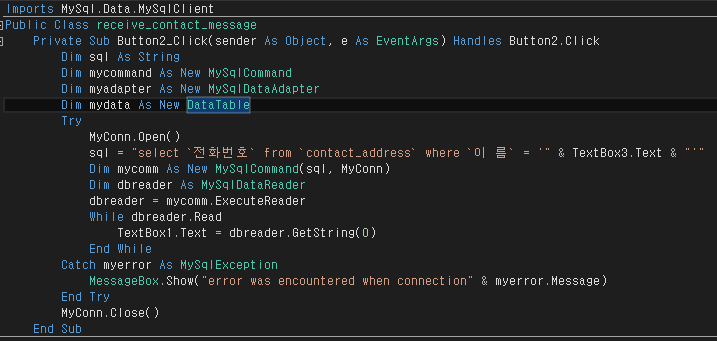 Imports MySql.Data.MySqlClient
Public Class receive_contact_message
Private Sub Button2_Click(sender As Object, e As EventArgs) Handles Button2.Click
Dim sql As String
Dim mycommand As New MySqlCommand
Dim myadapter As New MySqlDataAdapter
Dim mydata As New DataTable
Try
MyConn.Open()
sql = "select `전화번호` from `contact_address` where `이 름` = '" & TextBox3.Text & "'"
Dim mycomm As New MySqlCommand(sql, MyConn)
Dim dbreader As MySqlDataReader
dbreader = mycomm.ExecuteReader
While dbreader.Read
TextBox1.Text = dbreader.GetString(0)
End While
Catch myerror As MySqlException
MessageBox.Show("error was encountered when connection" & myerror.Message)
End Try
MyConn.Close()
End Sub